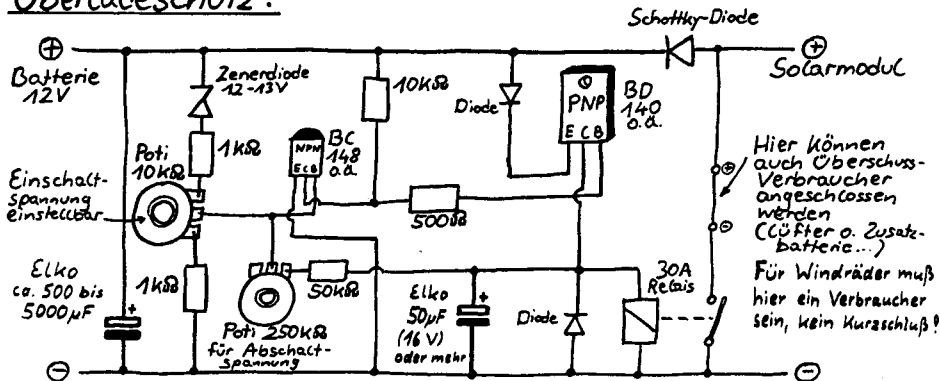 Überladeschutz:
Schottky-Diode
⊕
Batterie
12V
⊕
Solarmodul
Zenerdiode
12-13V
10kΩ
Diode
PNP
E C B
BD
140
o.ä.
1kΩ
NPN
E C B
BC
148
o.ä.
Poti
10kΩ
Einschalt-
spannung
einstellbar
500Ω
⊕
⊖
Hier können
auch Überschuss-
Verbraucher
angeschlossen
werden
(Lüfter o. Zusatz-
batterie...)
Für Windräder muß
hier ein Verbraucher
sein, kein Kurzschluß!
Elko
ca. 500 bis
5000µF
+
1kΩ
50kΩ
Poti 250kΩ
für Abschalt-
spannung
Elko
50µF
(16 V)
oder mehr
+
Diode
30A
Relais
⊖
⊖